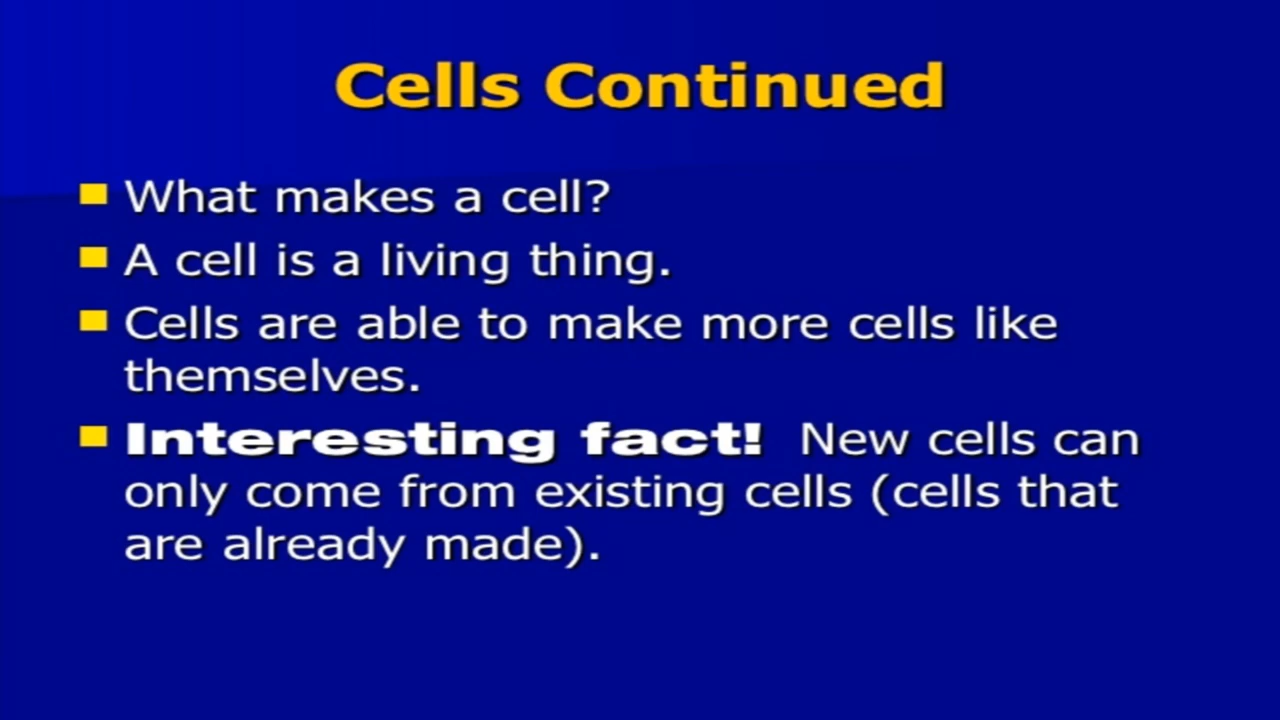 Cells Continued
What makes a cell?
A cell is a living thing.
Cells are able to make more cells like
themselves.
Interesting fact! New cells can
only come from existing cells (cells that
are already made).